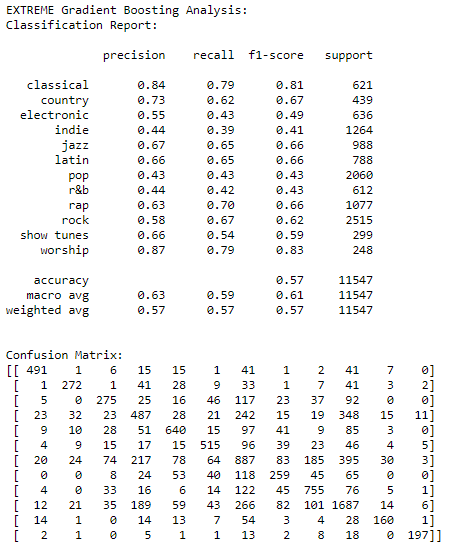 EXTREME Gradient Boosting Analysis:
Classification Report:
precision recall f1-score support
classical 0.84 0.79 0.81 621
country 0.73 0.62 0.67 439
electronic 0.55 0.43 0.49 636
indie 0.44 0.39 0.41 1264
jazz 0.67 0.65 0.66 988
latin 0.66 0.65 0.66 788
pop 0.43 0.43 0.43 2060
r&b 0.44 0.42 0.43 612
rap 0.63 0.70 0.66 1077
rock 0.58 0.67 0.62 2515
show tunes 0.66 0.54 0.59 299
worship 0.87 0.79 0.83 248
accuracy 0.57 11547
macro avg 0.63 0.59 0.61 11547
weighted avg 0.57 0.57 0.57 11547
Confusion Matrix:
[[ 491 1 6 15 15 1 41 1 2 41 7 0]
[ 1 272 1 41 28 9 33 1 7 41 3 2]
[ 5 0 275 25 16 46 117 23 37 92 0 0]
[ 23 32 23 487 28 21 242 15 19 348 15 11]
[ 9 10 28 51 640 15 97 41 9 85 3 0]
[ 4 9 15 17 15 515 96 39 23 46 4 5]
[ 20 24 74 217 78 64 887 83 185 395 30 3]
[ 0 0 8 24 53 40 118 259 45 65 0 0]
[ 4 0 33 16 6 14 122 45 755 76 5 1]
[ 12 21 35 189 59 43 266 82 101 1687 14 6]
[ 14 1 0 14 13 7 54 3 4 28 160 1]
[ 2 1 0 5 1 1 13 2 8 18 0 197]]